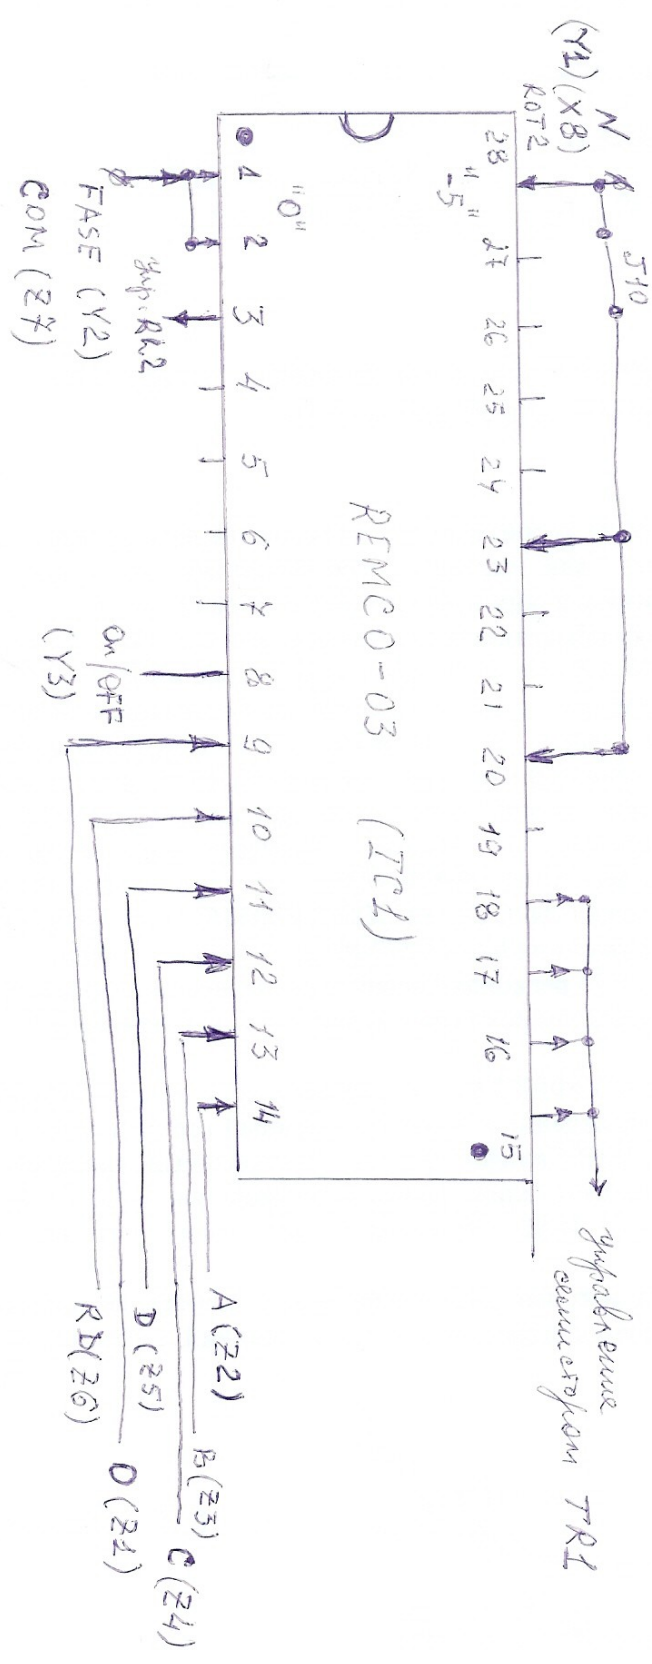 N
(Y1)(X8)
ROT2
J10
28
27
26
25
24
23
22
21
20
19
18
17
16
15
"-5"
"0"
REMCO-03 (IC1)
1
2
3
4
5
6
7
8
9
10
11
12
13
14
Упр. RL2
FASE (Y2)
COM (Z7)
On/OFF
(Y3)
управление
семистором TR1
A(Z2)
B(Z3)
C(Z4)
D(Z5)
O(Z1)
RD(Z6)